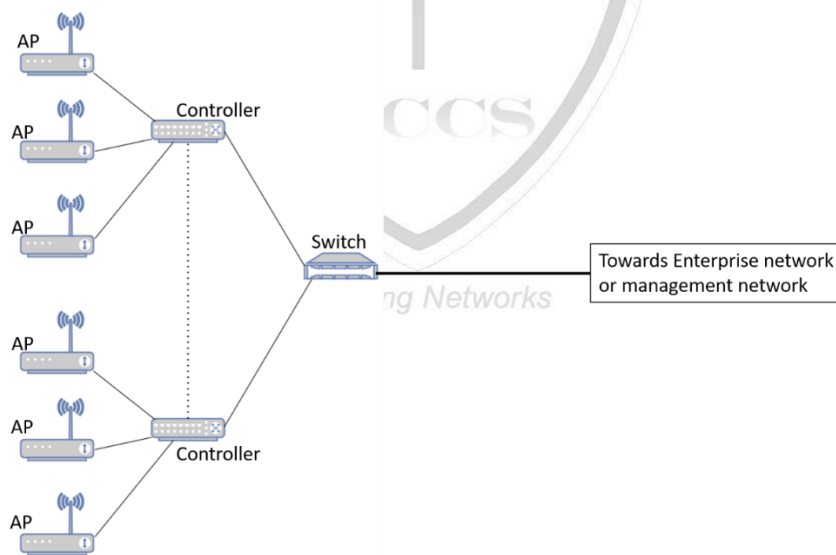 AP
Controller
AP
AP
CCS
Switch
Towards Enterprise network
or management network
ng Networks
AP
AP
Controller
AP